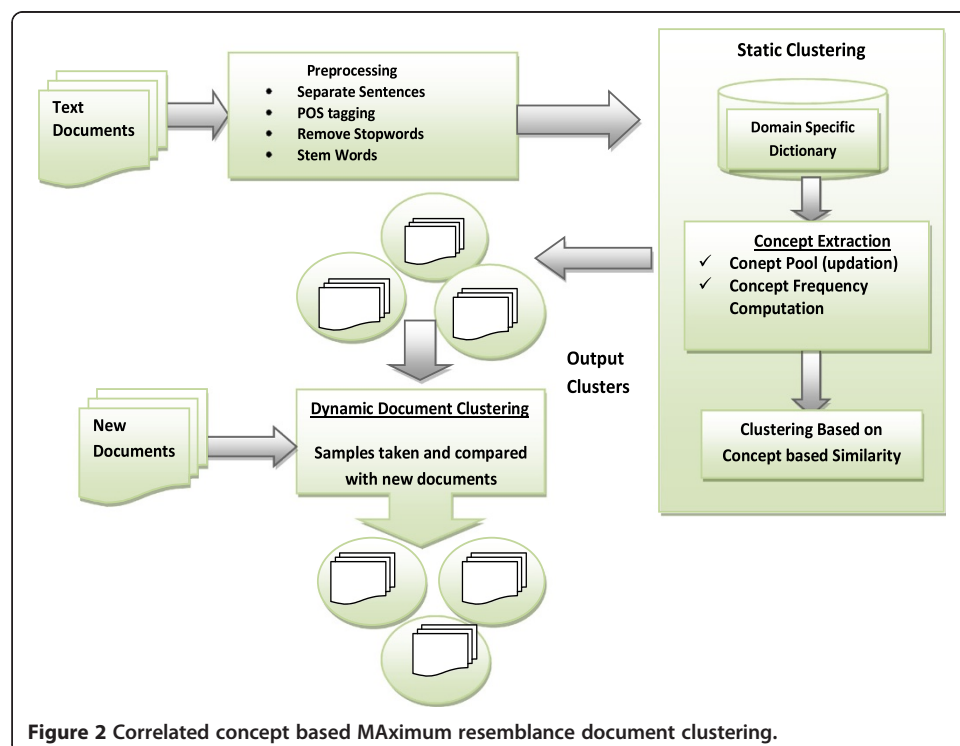 Text
Documents
Preprocessing
• Separate Sentences
• POS tagging
• Remove Stopwords
• Stem Words
Static Clustering
Domain Specific
Dictionary
Concept Extraction
✓ Conept Pool (updation)
✓ Concept Frequency
Computation
Clustering Based on
Concept based Similarity
Output
Clusters
New
Documents
Dynamic Document Clustering
Samples taken and compared
with new documents
Figure 2 Correlated concept based MAximum resemblance document clustering.